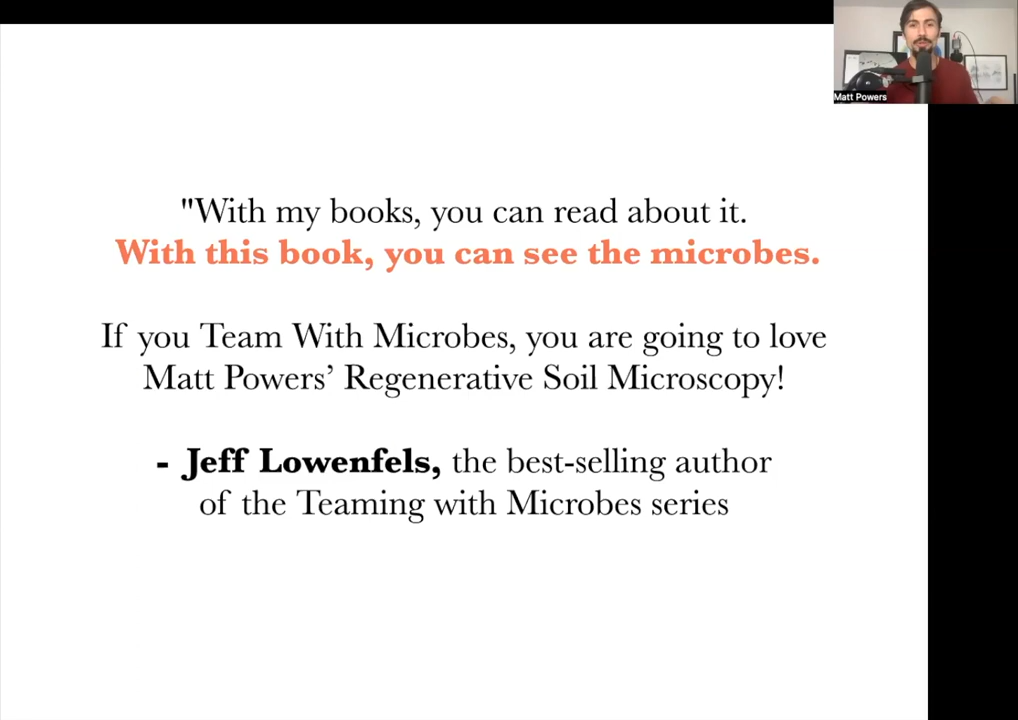 "With my books, you can read about it.
With this book, you can see the microbes.
If you Team With Microbes, you are going to love
Matt Powers’ Regenerative Soil Microscopy!
- Jeff Lowenfels, the best-selling author
of the Teaming with Microbes series
Matt Powers